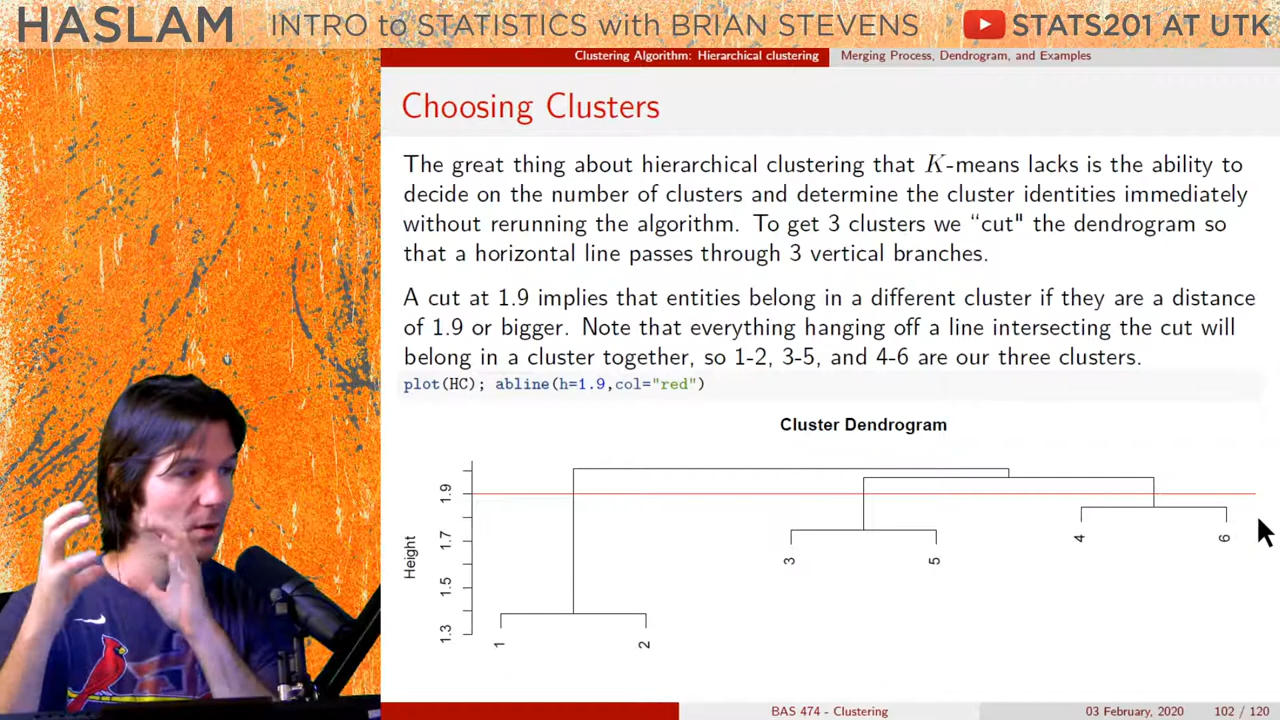 HASLAM INTRO to STATISTICS with BRIAN STEVENS STATS201 AT UTK
Clustering Algorithm: Hierarchical clustering Merging Process, Dendrogram, and Examples
Choosing Clusters
The great thing about hierarchical clustering that K-means lacks is the ability to
decide on the number of clusters and determine the cluster identities immediately
without rerunning the algorithm. To get 3 clusters we “cut" the dendrogram so
that a horizontal line passes through 3 vertical branches.
A cut at 1.9 implies that entities belong in a different cluster if they are a distance
of 1.9 or bigger. Note that everything hanging off a line intersecting the cut will
belong in a cluster together, so 1-2, 3-5, and 4-6 are our three clusters.
plot(HC); abline(h=1.9,col="red")
Cluster Dendrogram
Height
1.9
1.7
1.5
1.3
1
2
3
5
4
6
BAS 474 - Clustering 03 February, 2020 102 / 120